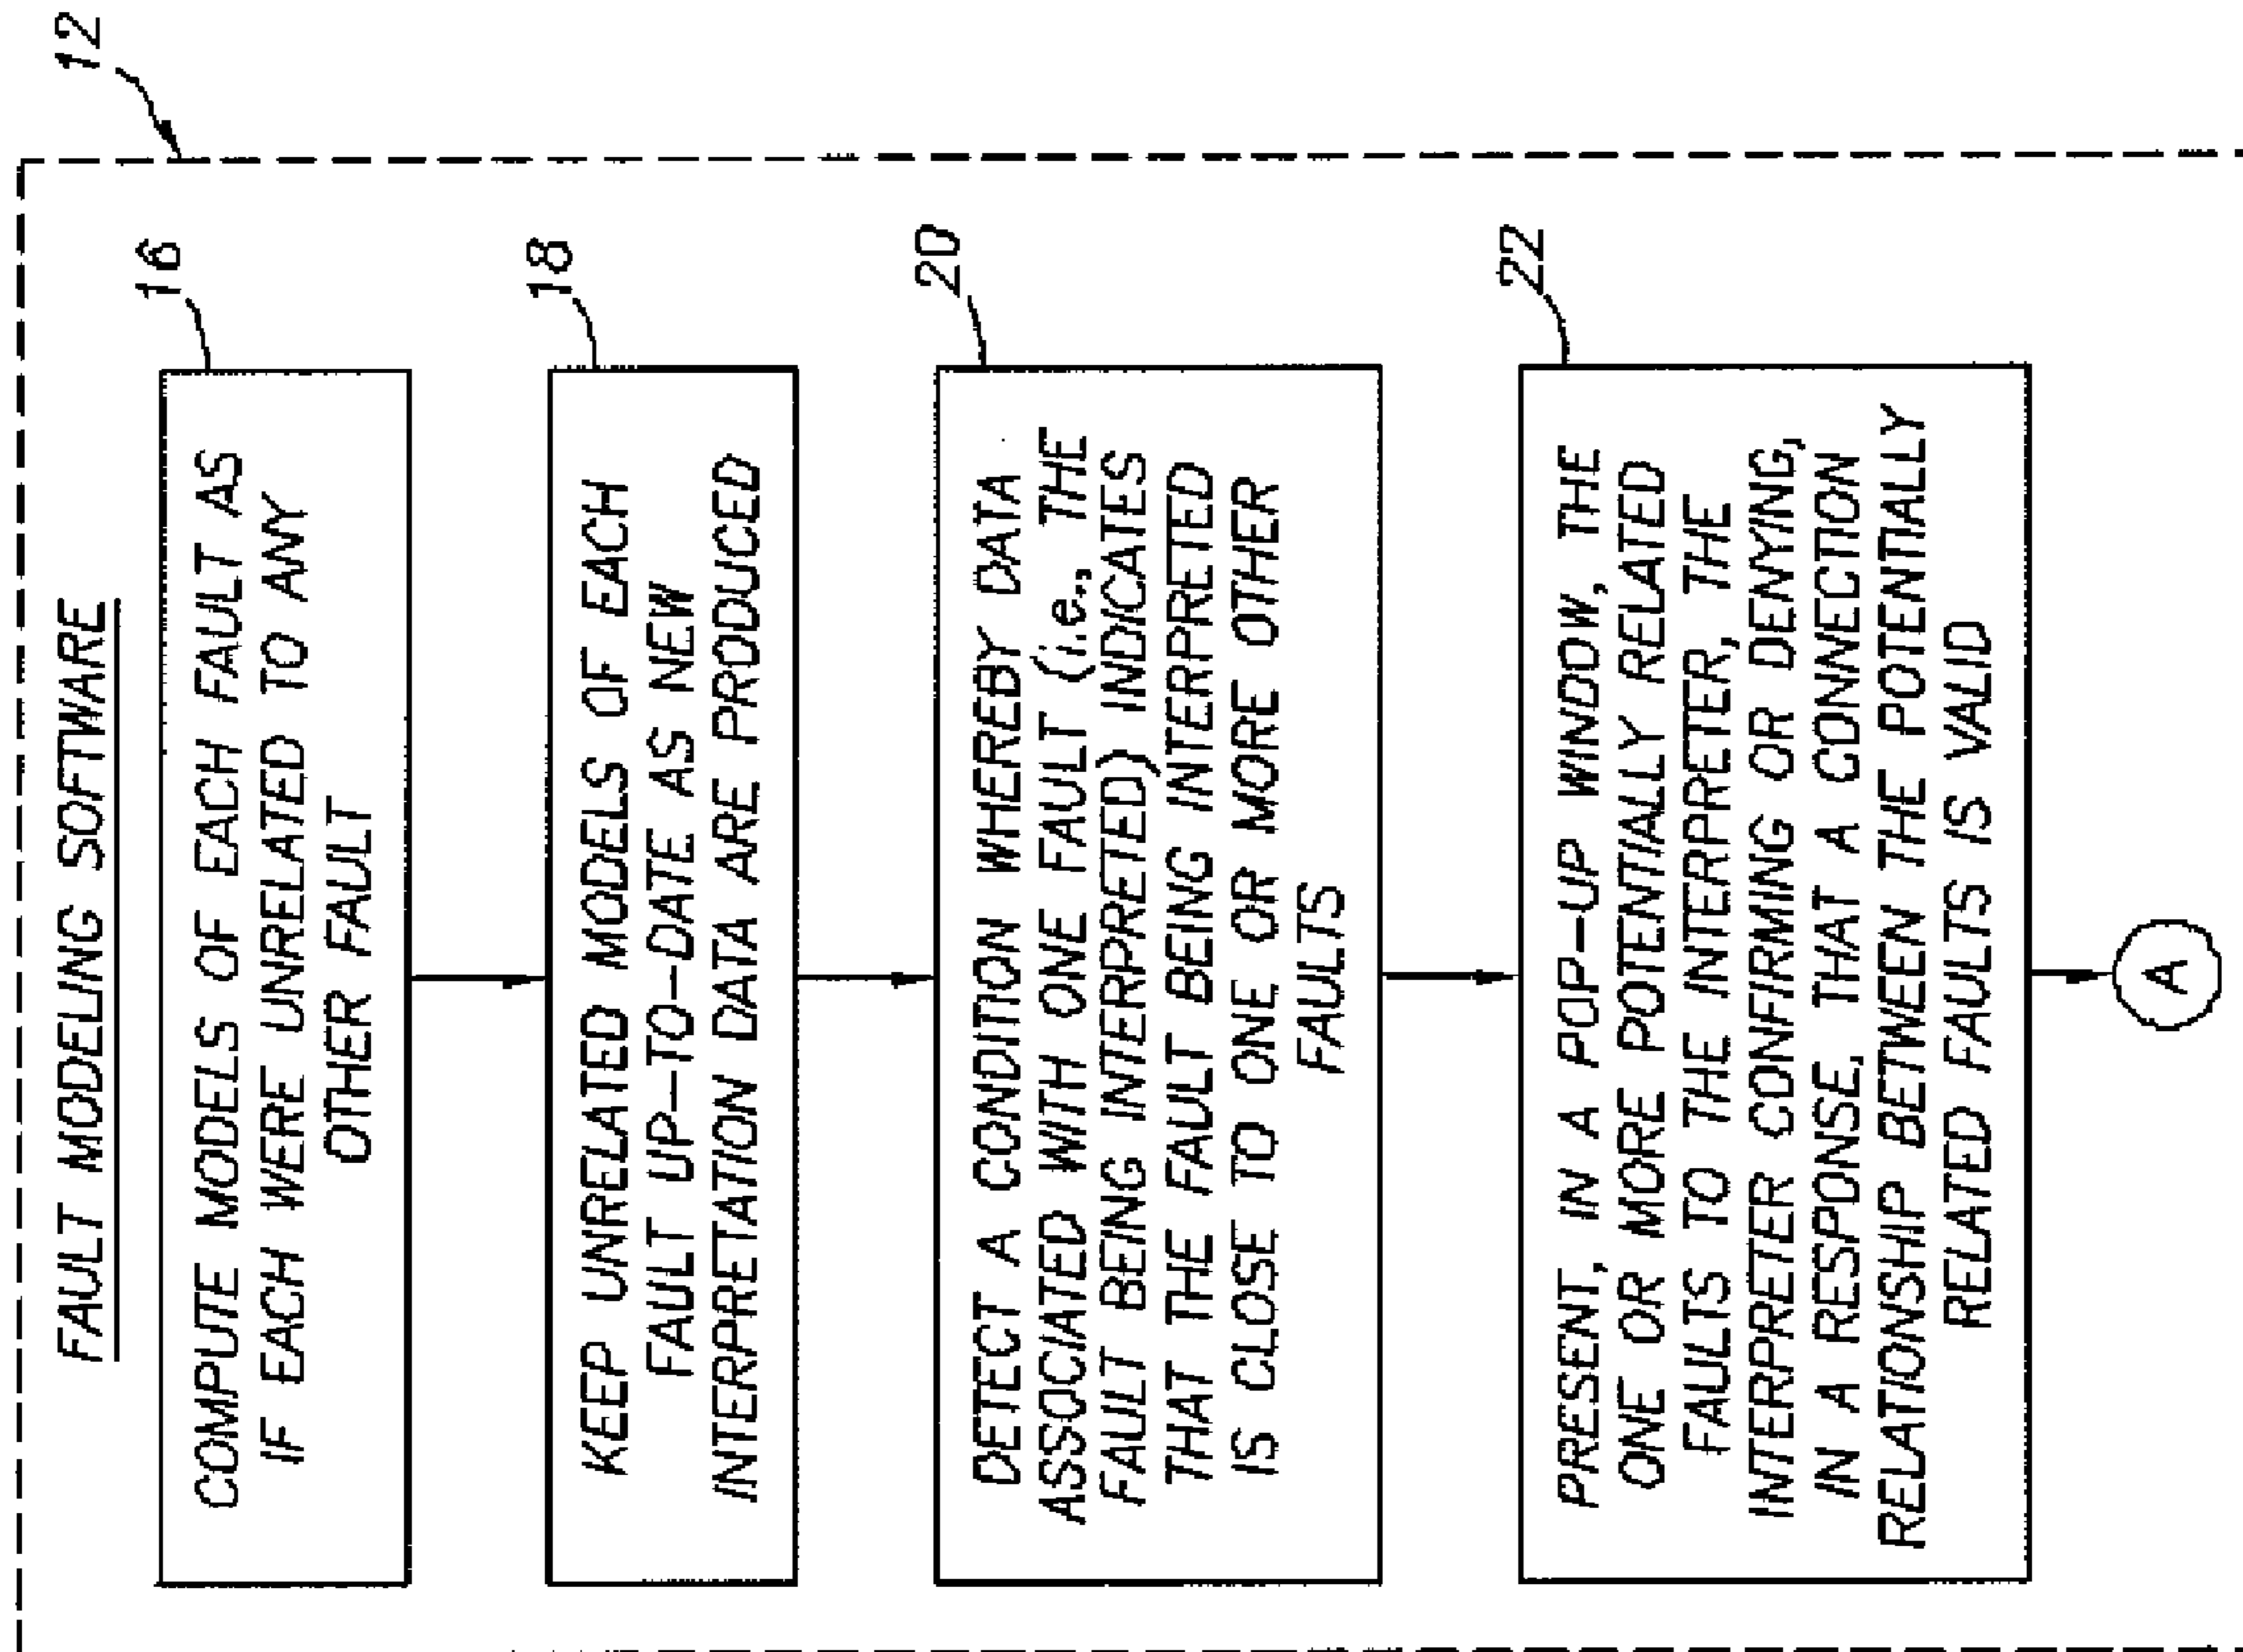 12
FAULT MODELING SOFTWARE
16
COMPUTE MODELS OF EACH FAULT AS
IF EACH WERE UNRELATED TO ANY
OTHER FAULT
18
KEEP UNRELATED MODELS OF EACH
FAULT UP-TO-DATE AS NEW
INTERPRETATION DATA ARE PRODUCED
20
DETECT A CONDITION WHEREBY DATA
ASSOCIATED WITH ONE FAULT (i.e., THE
FAULT BEING INTERPRETED) INDICATES
THAT THE FAULT BEING INTERPRETED
IS CLOSE TO ONE OR MORE OTHER
FAULTS
22
PRESENT, IN A POP-UP WINDOW, THE
ONE OR MORE POTENTIALLY RELATED
FAULTS TO THE INTERPRETER, THE
INTERPRETER CONFIRMING OR DENYING,
IN A RESPONSE, THAT A CONNECTION
RELATIONSHIP BETWEEN THE POTENTIALLY
RELATED FAULTS IS VALID
A